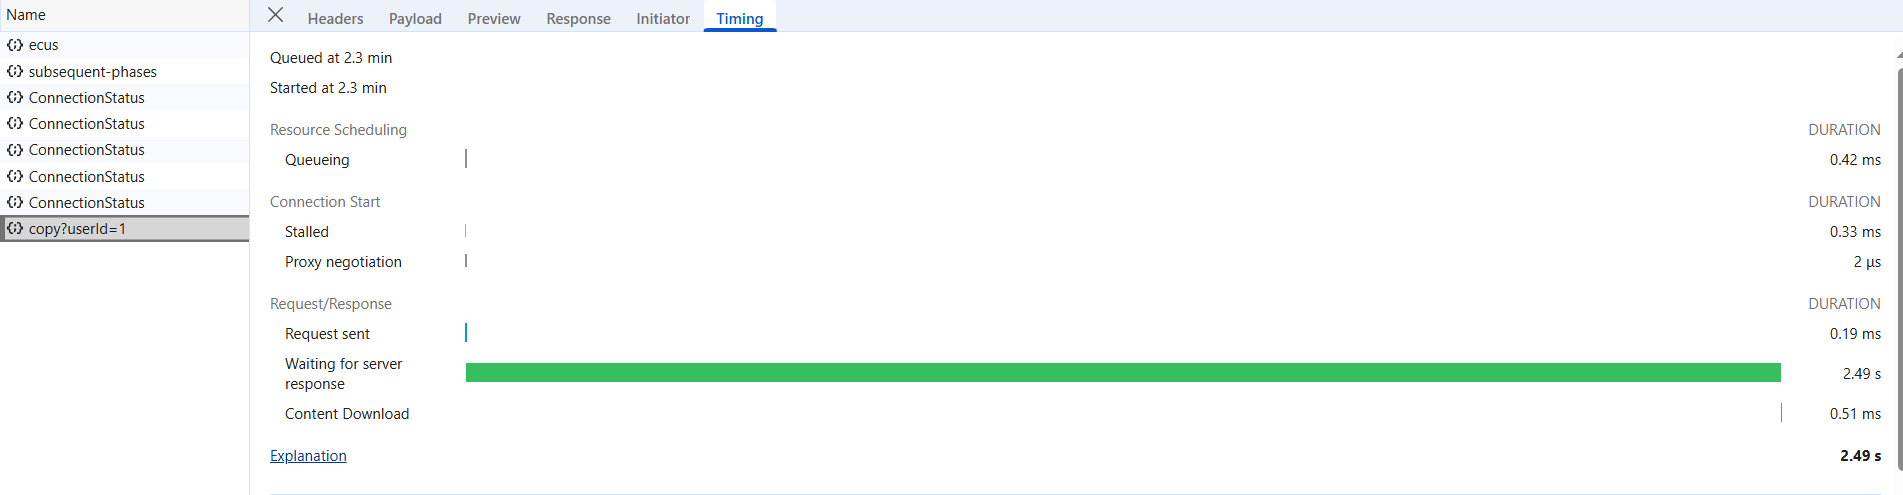 Name
ecus
subsequent-phases
ConnectionStatus
ConnectionStatus
ConnectionStatus
ConnectionStatus
ConnectionStatus
copy?userId=1
Headers Payload Preview Response Initiator Timing
Queued at 2.3 min
Started at 2.3 min
Resource Scheduling DURATION
Queueing 0.42 ms
Connection Start DURATION
Stalled 0.33 ms
Proxy negotiation 2 µs
Request/Response DURATION
Request sent 0.19 ms
Waiting for server
response 2.49 s
Content Download 0.51 ms
Explanation 2.49 s